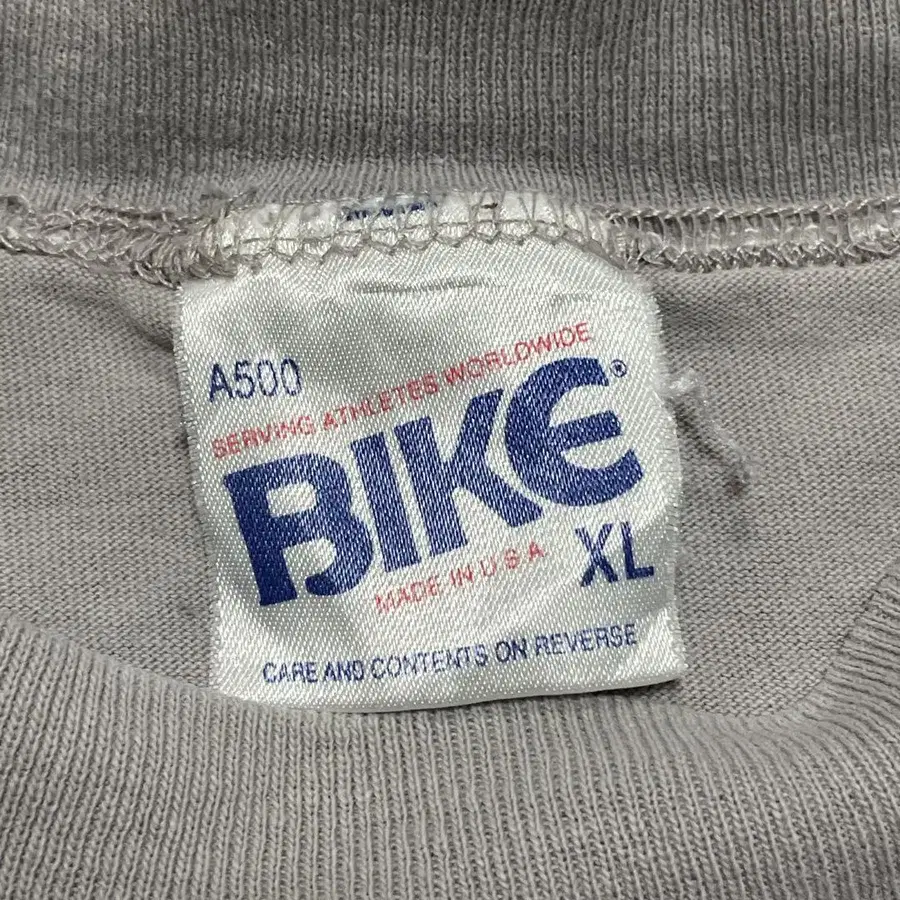 A500
SERVING ATHLETES WORLDWIDE
BIKE®
XL
MADE IN U.S.A
CARE AND CONTENTS ON REVERSE